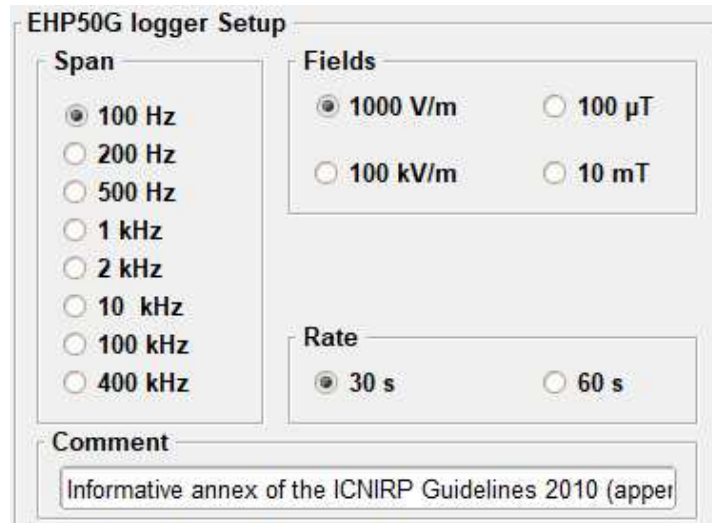 EHP50G logger Setup
Span
100 Hz
200 Hz
500 Hz
1 kHz
2 kHz
10 kHz
100 kHz
400 kHz
Fields
1000 V/m
100 µT
100 kV/m
10 mT
Rate
30 s
60 s
Comment
Informative annex of the ICNIRP Guidelines 2010 (apper